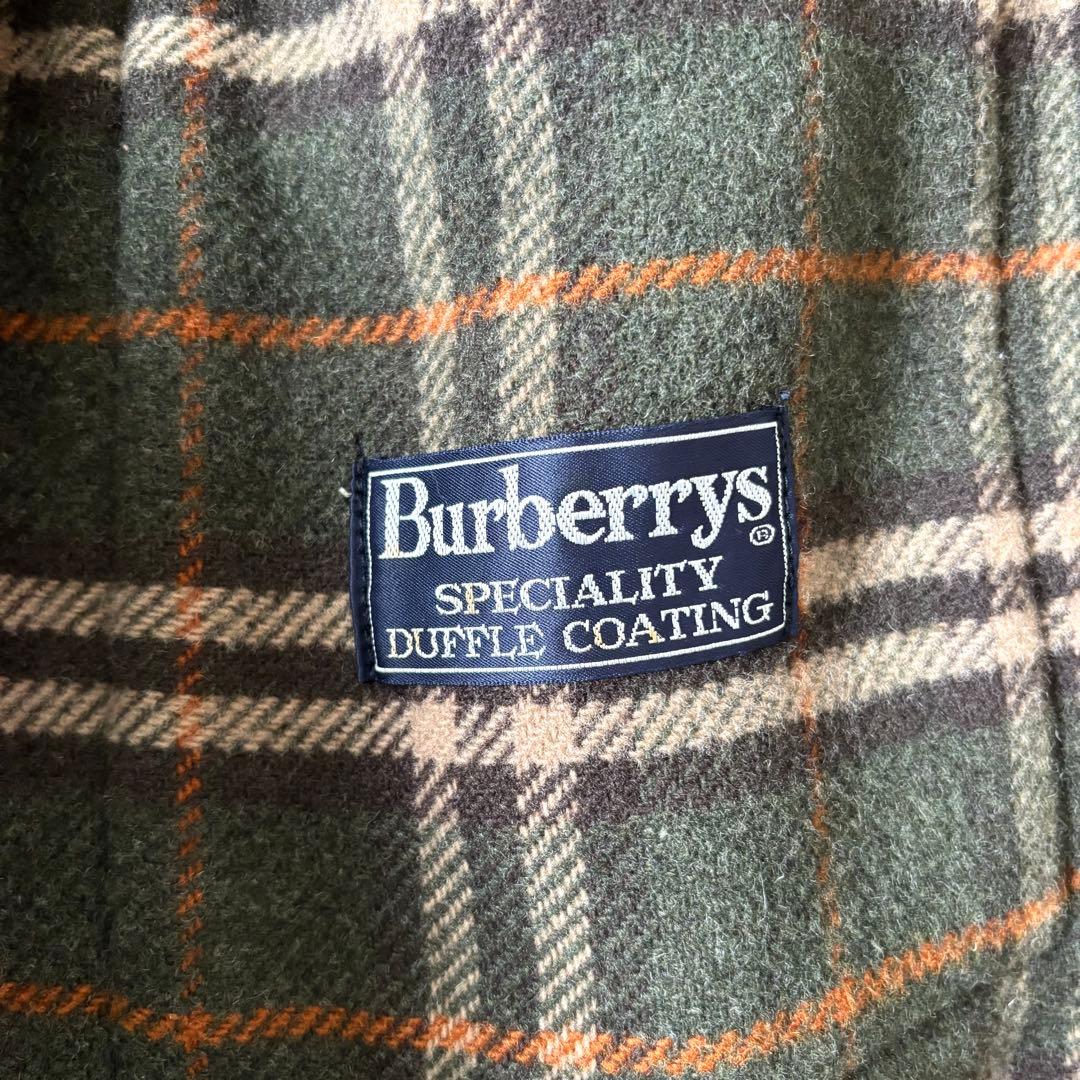 Burberrys®
SPECIALITY
DUFFLE COATING